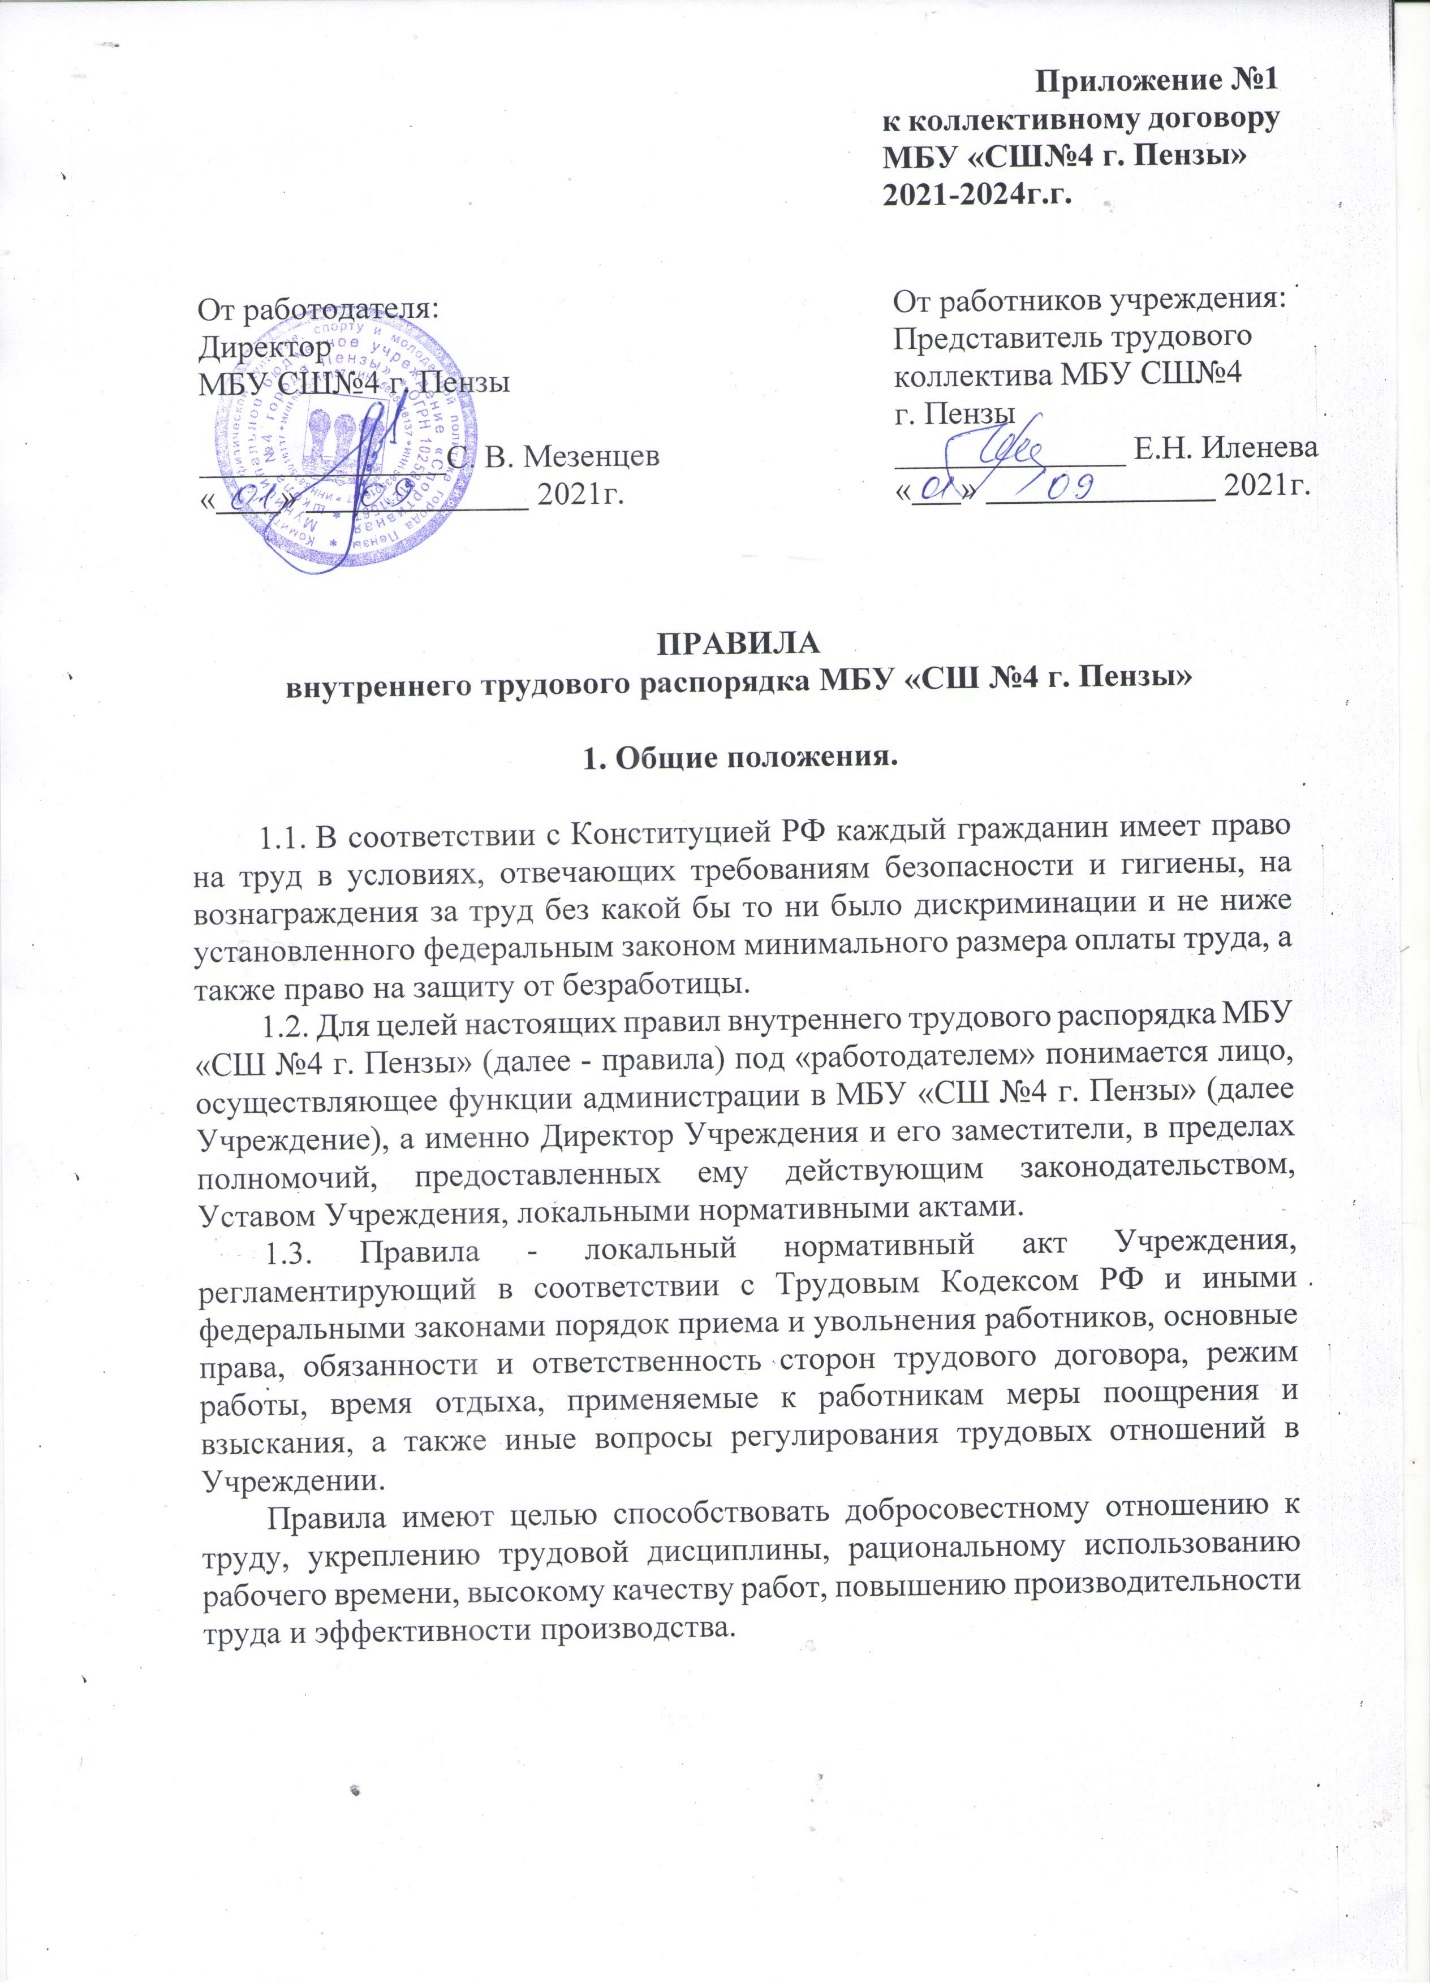 Приложение №1
к коллективному договору
МБУ «СШ№4 г. Пензы»
2021-2024г.г.
От работодателя:
Директор
МБУ СШ№4 г. Пензы
С. В. Мезенцев
«01» 09 2021г.
От работников учреждения:
Представитель трудового
коллектива МБУ СШ№4
г. Пензы
Е.Н. Иленева
«01» 09 2021г.
ПРАВИЛА
внутреннего трудового распорядка МБУ «СШ №4 г. Пензы»
1. Общие положения.
1.1. В соответствии с Конституцией РФ каждый гражданин имеет право
на труд в условиях, отвечающих требованиям безопасности и гигиены, на
вознаграждения за труд без какой бы то ни было дискриминации и не ниже
установленного федеральным законом минимального размера оплаты труда, а
также право на защиту от безработицы.
1.2. Для целей настоящих правил внутреннего трудового распорядка МБУ
«СШ №4 г. Пензы» (далее - правила) под «работодателем» понимается лицо,
осуществляющее функции администрации в МБУ «СШ №4 г. Пензы» (далее
Учреждение), а именно Директор Учреждения и его заместители, в пределах
полномочий, предоставленных ему действующим законодательством,
Уставом Учреждения, локальными нормативными актами.
1.3. Правила - локальный нормативный акт Учреждения,
регламентирующий в соответствии с Трудовым Кодексом РФ и иными
федеральными законами порядок приема и увольнения работников, основные
права, обязанности и ответственность сторон трудового договора, режим
работы, время отдыха, применяемые к работникам меры поощрения и
взыскания, а также иные вопросы регулирования трудовых отношений в
Учреждении.
Правила имеют целью способствовать добросовестному отношению к
труду, укреплению трудовой дисциплины, рациональному использованию
рабочего времени, высокому качеству работ, повышению производительности
труда и эффективности производства.